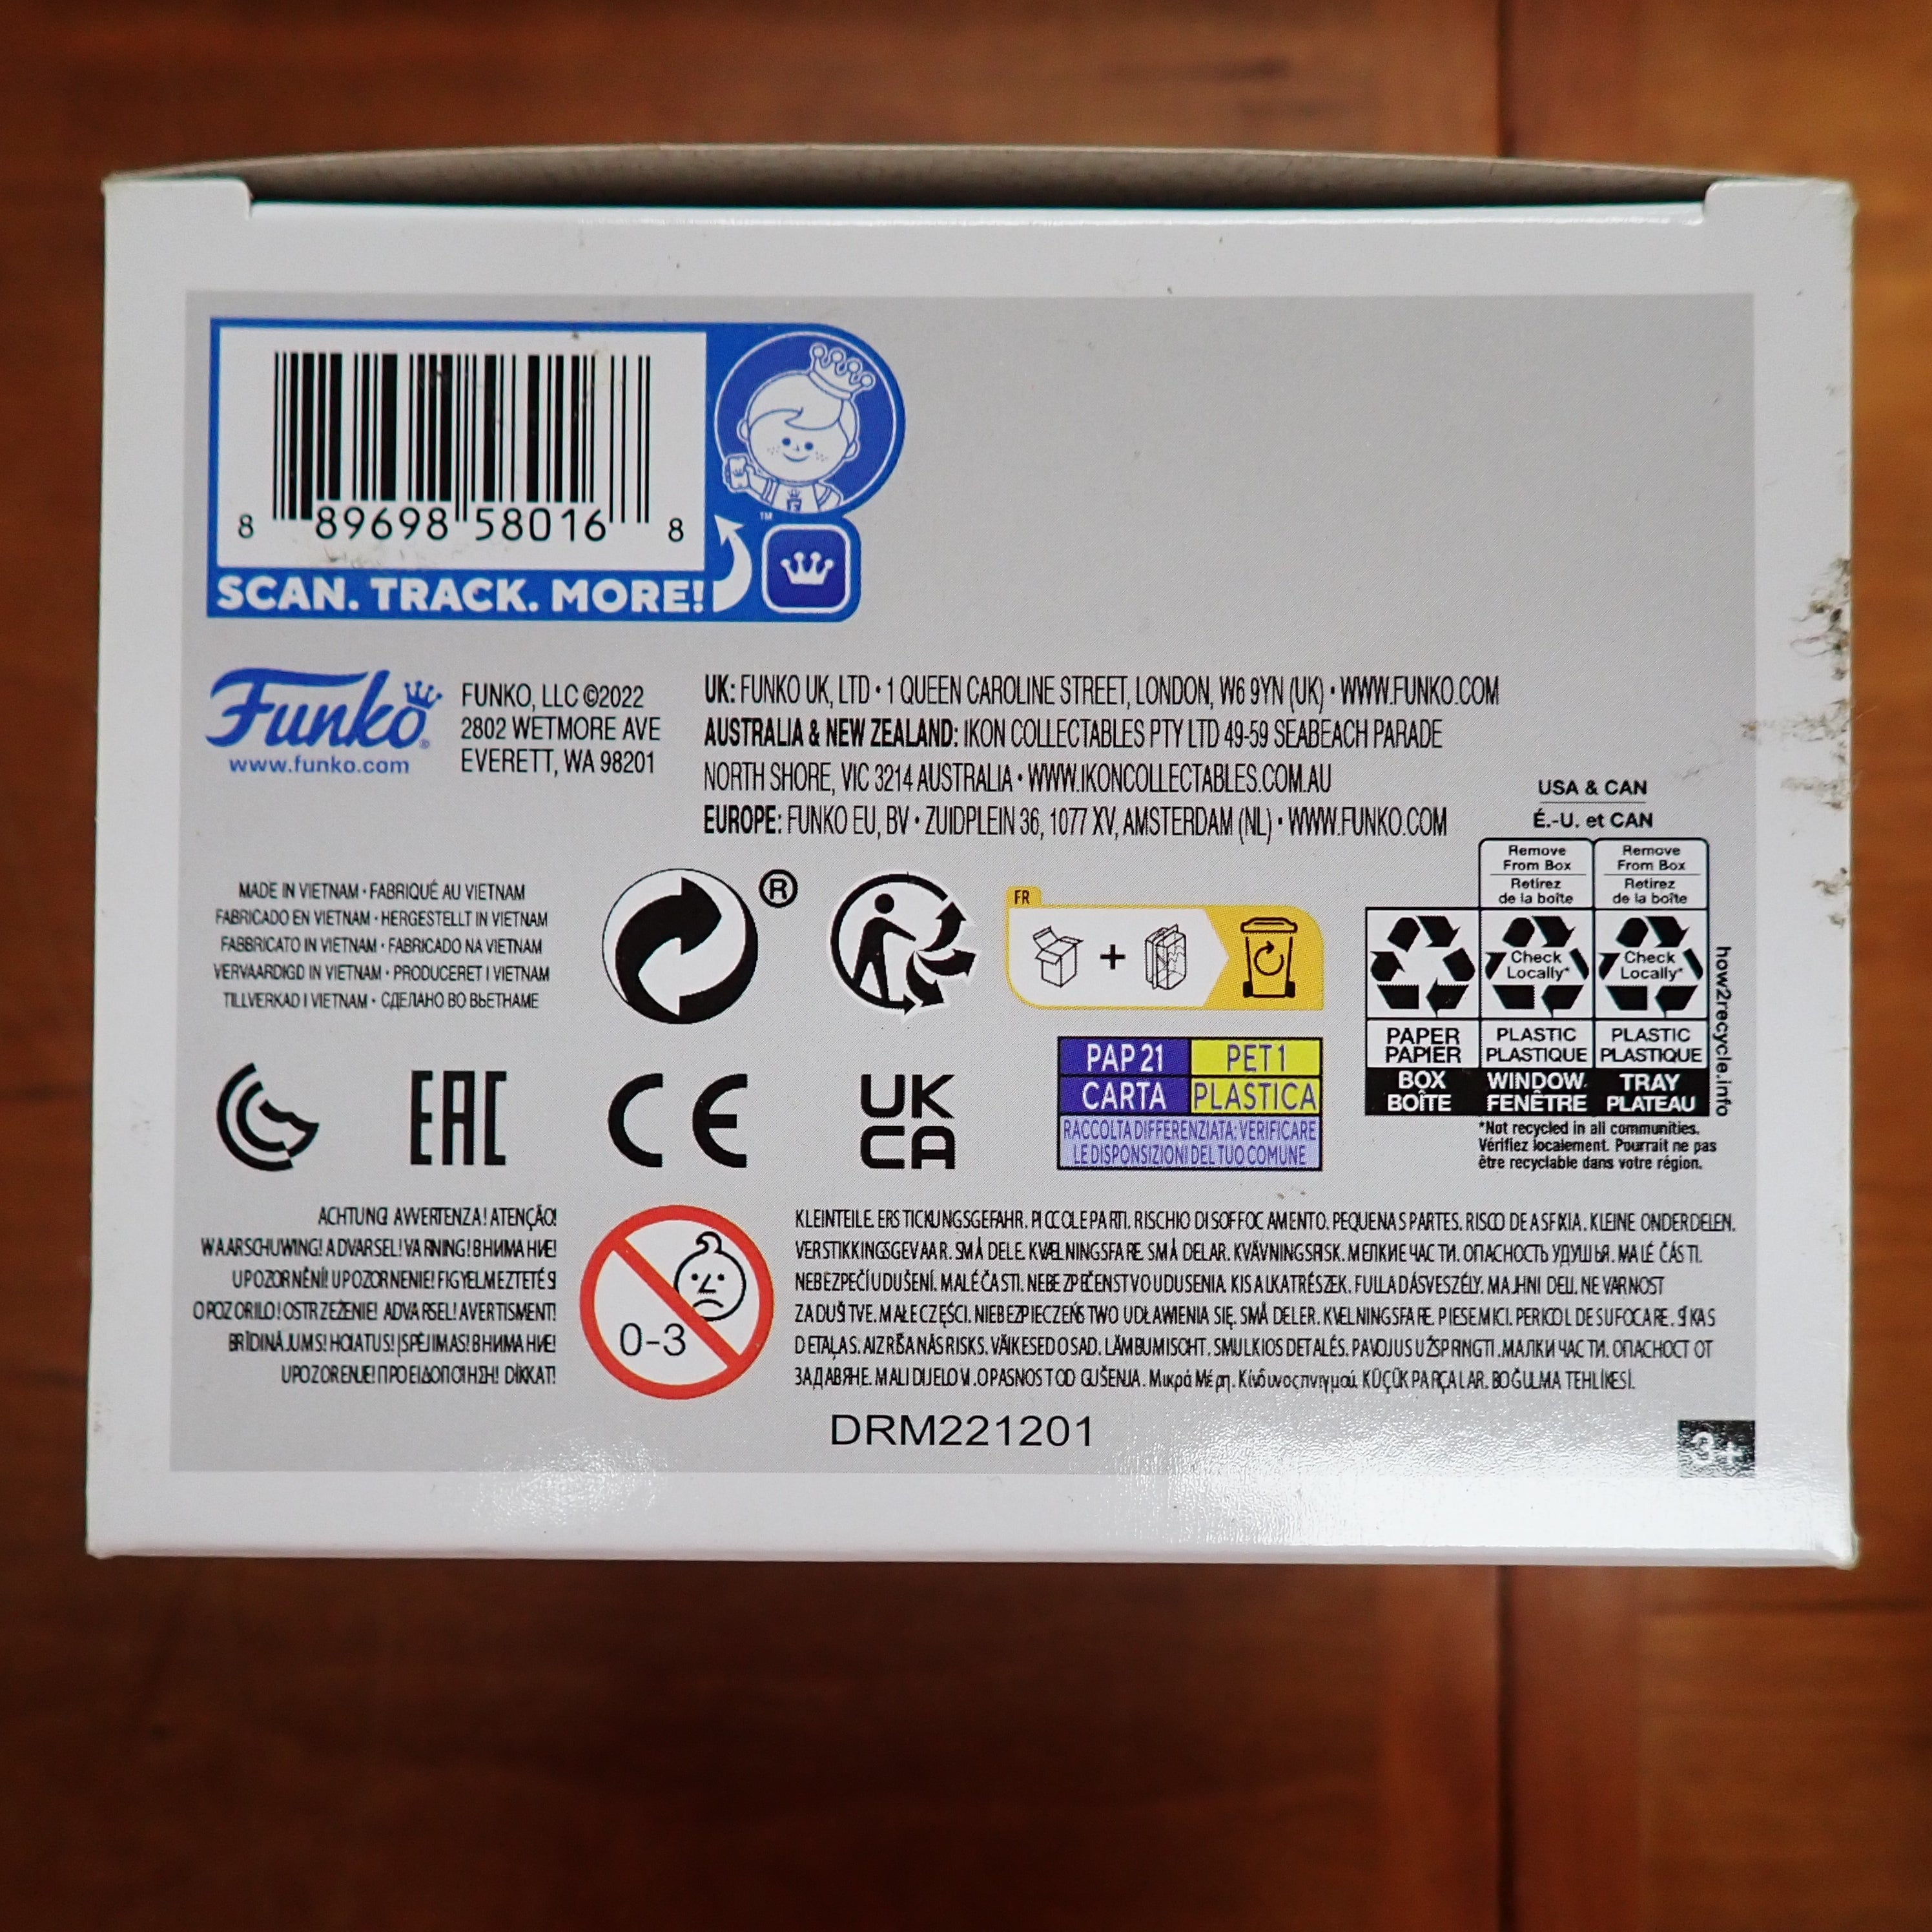 8 89698 58016 8
SCAN. TRACK. MORE!
TM
Funko®
www.funko.com
FUNKO, LLC ©2022
2802 WETMORE AVE
EVERETT, WA 98201
UK: FUNKO UK, LTD • 1 QUEEN CAROLINE STREET, LONDON, W6 9YN (UK) • WWW.FUNKO.COM
AUSTRALIA & NEW ZEALAND: IKON COLLECTABLES PTY LTD 49-59 SEABEACH PARADE
NORTH SHORE, VIC 3214 AUSTRALIA • WWW.IKONCOLLECTABLES.COM.AU
EUROPE: FUNKO EU, BV • ZUIDPLEIN 36, 1077 XV, AMSTERDAM (NL) • WWW.FUNKO.COM
MADE IN VIETNAM • FABRIQUÉ AU VIETNAM
FABRICADO EN VIETNAM • HERGESTELLT IN VIETNAM
FABBRICATO IN VIETNAM • FABRICADO NA VIETNAM
VERVAARDIGD IN VIETNAM • PRODUCERET I VIETNAM
TILLVERKAD I VIETNAM • СДЕЛАНО ВО ВЬЕТНАМЕ
®
FR
+
USA & CAN
É.-U. et CAN
Remove From Box
Retirez de la boîte
Remove From Box
Retirez de la boîte
Check Locally*
Check Locally*
PAPER PAPIER
PLASTIC PLASTIQUE
PLASTIC PLASTIQUE
BOX BOÎTE
WINDOW FENÊTRE
TRAY PLATEAU
how2recycle.info
*Not recycled in all communities.
Vérifiez localement. Pourrait ne pas
être recyclable dans votre région.
EAC
CE
UK
CA
PAP 21 PET 1
CARTA PLASTICA
RACCOLTA DIFFERENZIATA: VERIFICARE
LE DISPONSIZIONI DEL TUO COMUNE
ACHTUNG! AVVERTENZA! ATENÇÃO!
WAARSCHUWING! ADVARSEL! VARNING! ВНИМАНИЕ!
UPOZORNĚNÍ! UPOZORNENIE! FIGYELMEZTETÉS!
OPOZORILO! OSTRZEŻENIE! ADVARSEL! AVERTISMENT!
BRĪDINĀJUMS! HOIATUS! ĮSPĖJIMAS! ВНИМАНИЕ!
UPOZORENJE! ΠΡΟΕΙΔΟΠΟΙΗΣΗ! DİKKAT!
0-3
KLEINTEILE. ERSTICKUNGSGEFAHR. PICCOLE PARTI. RISCHIO DI SOFFOCAMENTO. PEQUENAS PARTES. RISCO DE ASFIXIA. KLEINE ONDERDELEN.
VERSTIKKINGSGEVAAR. SMÅ DELE. KVÆLNINGSFARE. SMÅ DELAR. KVÄVNINGSRISK. МЕЛКИЕ ЧАСТИ. ОПАСНОСТЬ УДУШЬЯ. MALÉ ČÁSTI.
NEBEZPEČÍ UDUŠENÍ. MALÉ ČASTI. NEBEZPEČENSTVO UDUSENIA. KIS ALKATRÉSZEK. FULLADÁSVESZÉLY. MAJHNI DELI. NEVARNOST
ZADUŠTVE. MAŁE CZĘŚCI. NIEBEZPIECZEŃSTWO UDŁAWIENIA SIĘ. SMÅ DELER. KVELNINGSFARE. PIESE MICI. PERICOL DE SUFOCARE. SĪKAS
DETAĻAS. AIZRĪŠANĀS RISKS. VÄIKESED OSAD. LÄMBUMISOHT. SMULKIOS DETALĖS. PAVOJUS UŽSPRINGTI. МАЛКИ ЧАСТИ. ОПАСНОСТ ОТ
ЗАДАВЯНЕ. MALI DIJELOVI. OPASNOST OD GUŠENJA. Μικρά Μέρη. Κίνδυνος πνιγμού. KÜÇÜK PARÇALAR. BOĞULMA TEHLİKESİ.
DRM221201
3+